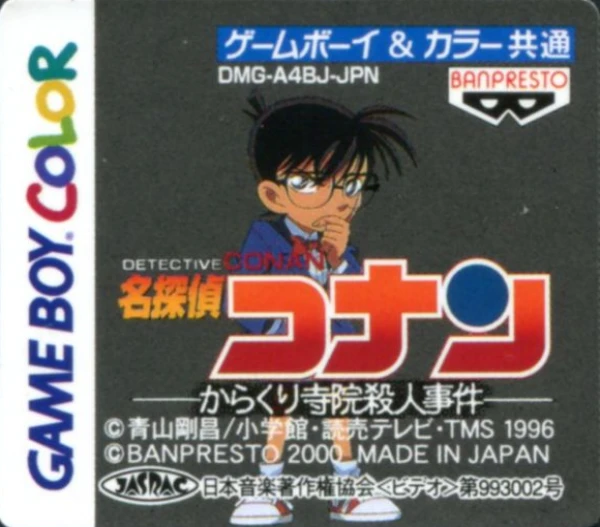 GAME BOY COLOR
ゲームボーイ & カラー共通
DMG-A4BJ-JPN
BANPRESTO
DETECTIVE CONAN
名探偵
コナン
からくり寺院殺人事件
©青山剛昌/小学館・読売テレビ・TMS 1996
©BANPRESTO 2000 MADE IN JAPAN
JASRAC 日本音楽著作権協会<ビデオ>第993002号